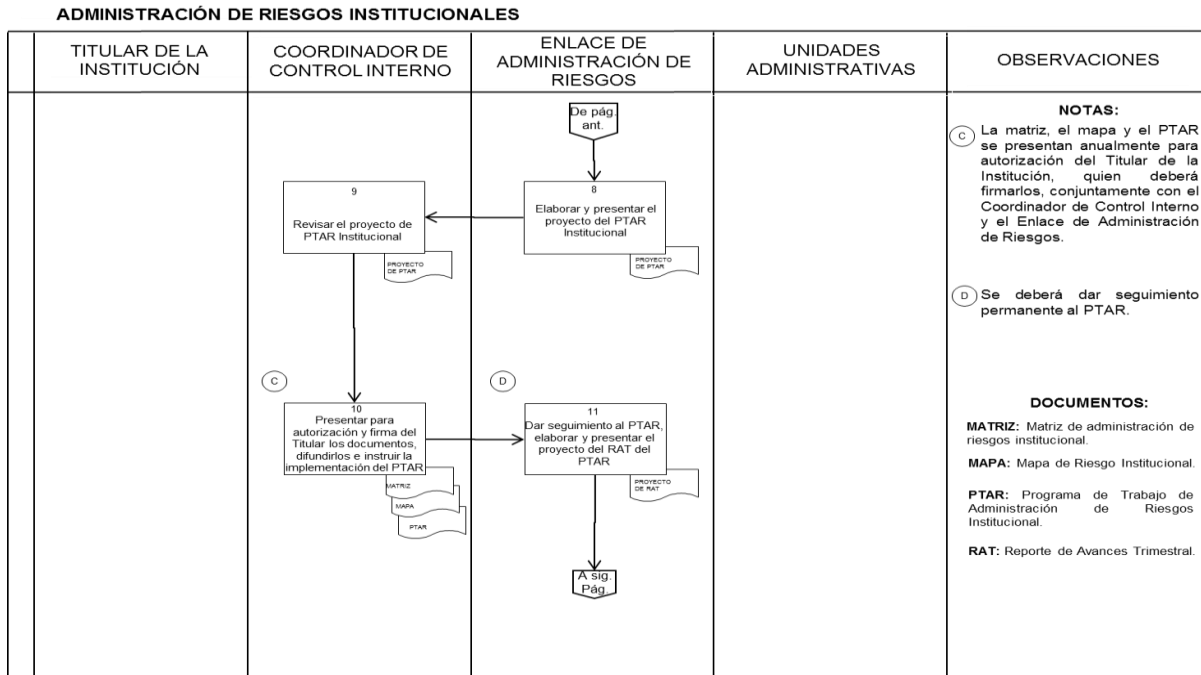 ADMINISTRACIÓN DE RIESGOS INSTITUCIONALES
TITULAR DE LA
INSTITUCIÓN
COORDINADOR DE
CONTROL INTERNO
ENLACE DE
ADMINISTRACIÓN DE
RIESGOS
UNIDADES
ADMINISTRATIVAS
OBSERVACIONES
De pág.
ant.
8
Elaborar y presentar el
proyecto del PTAR
Institucional
PROYECTO
DE PTAR
9
Revisar el proyecto de
PTAR Institucional
PROYECTO
DE PTAR
C
10
Presentar para
autorización y firma del
Titular los documentos,
difundirlos e instruir la
implementación del PTAR
MATRIZ
MAPA
PTAR
D
11
Dar seguimiento al PTAR,
elaborar y presentar el
proyecto del RAT del
PTAR
PROYECTO
DE RAT
A sig.
Pág.
NOTAS:
C La matriz, el mapa y el PTAR
se presentan anualmente para
autorización del Titular de la
Institución, quien deberá
firmarlos, conjuntamente con el
Coordinador de Control Interno
y el Enlace de Administración
de Riesgos.
D Se deberá dar seguimiento
permanente al PTAR.
DOCUMENTOS:
MATRIZ: Matriz de administración de
riesgos institucional.
MAPA: Mapa de Riesgo Institucional.
PTAR: Programa de Trabajo de
Administración de Riesgos
Institucional.
RAT: Reporte de Avances Trimestral.